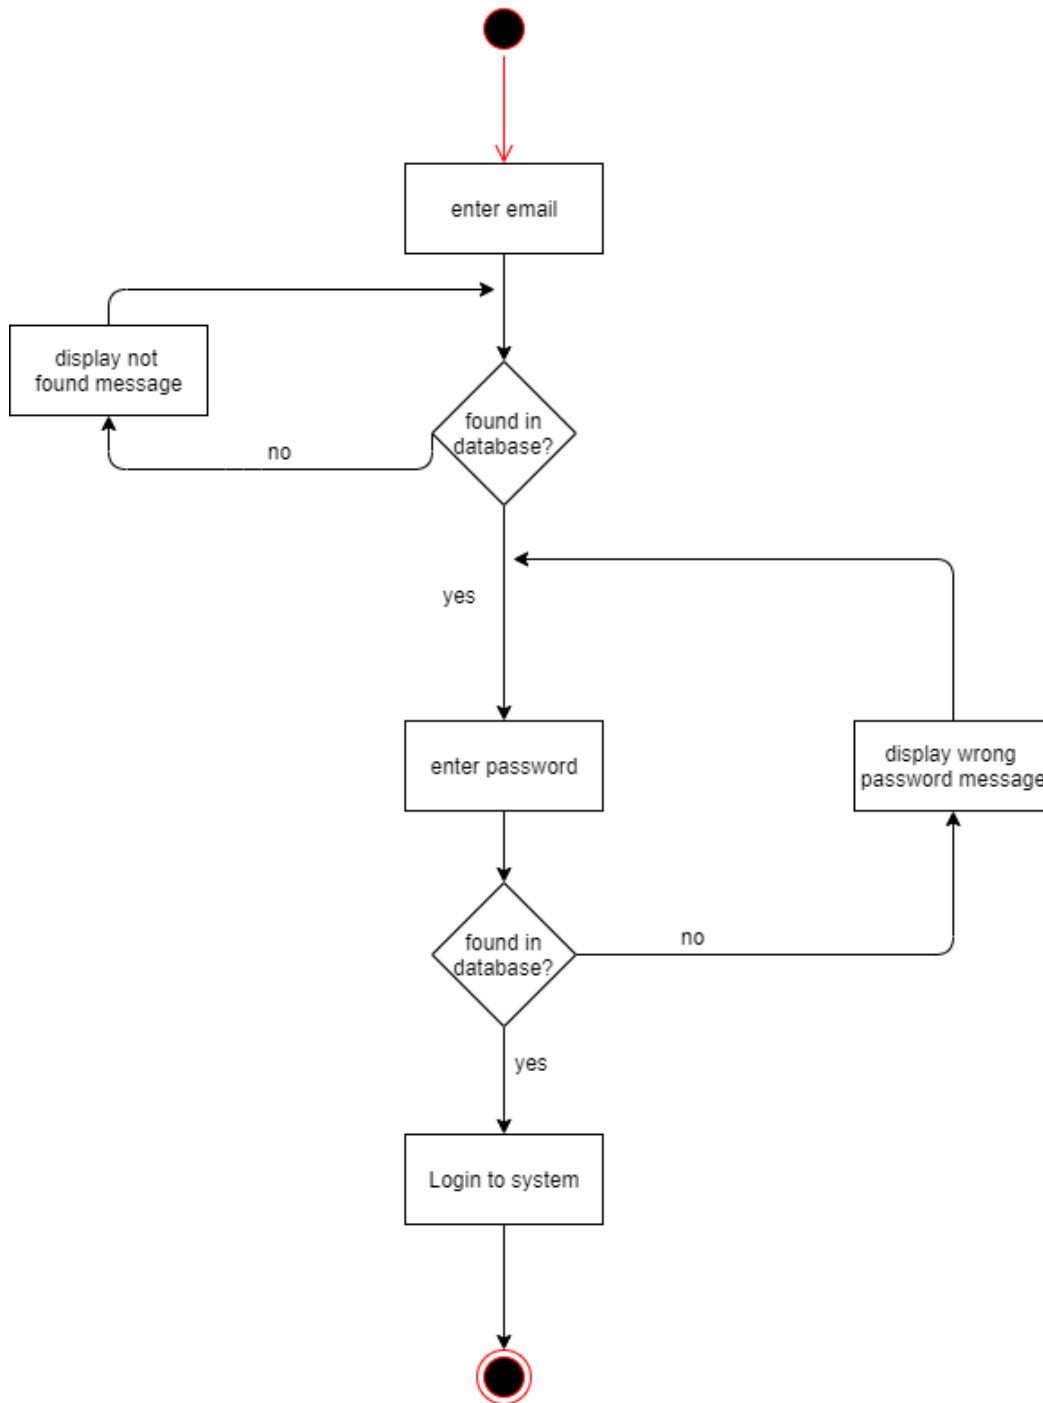 enter email
display not
found message
found in
database?
no
yes
enter password
display wrong
password message
found in
database?
no
yes
Login to system